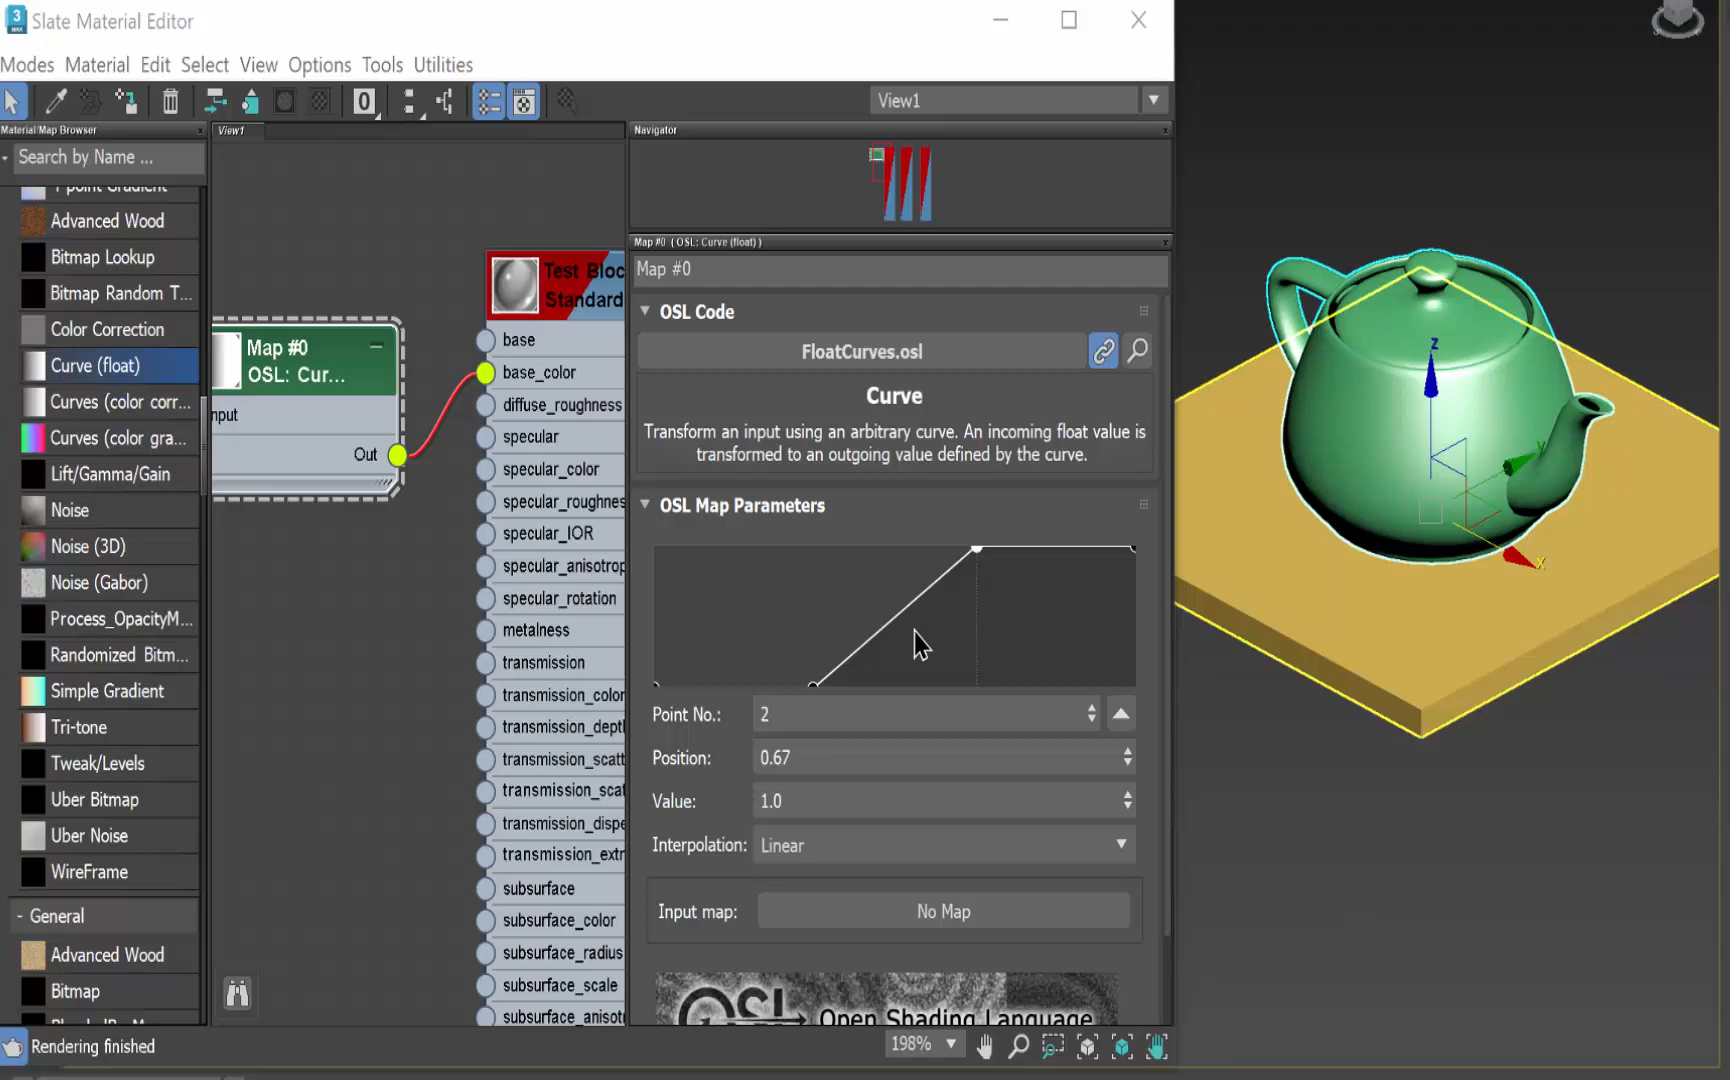 Slate Material Editor
Modes Material Edit Select View Options Tools Utilities
View1
Material/Map Browser
Search by Name ...
Advanced Wood
Bitmap Lookup
Bitmap Random T...
Color Correction
Curve (float)
Curves (color corr...
Curves (color gra...
Lift/Gamma/Gain
Noise
Noise (3D)
Noise (Gabor)
Process_OpacityM...
Randomized Bitm...
Simple Gradient
Tri-tone
Tweak/Levels
Uber Bitmap
Uber Noise
WireFrame
- General
Advanced Wood
Bitmap
Rendering finished
View1
Map #0
OSL: Cur...
Out
Test Bloc
Standard
base
base_color
diffuse_roughness
specular
specular_color
specular_roughnes
specular_IOR
specular_anisotrop
specular_rotation
metalness
transmission
transmission_color
transmission_dept
transmission_scatt
transmission_scat
transmission_dispe
transmission_extr
subsurface
subsurface_color
subsurface_radius
subsurface_scale
subsurface_anisot
Navigator
Map #0 ( OSL: Curve (float) )
Map #0
OSL Code
FloatCurves.osl
Curve
Transform an input using an arbitrary curve. An incoming float value is
transformed to an outgoing value defined by the curve.
OSL Map Parameters
Point No.: 2
Position: 0.67
Value: 1.0
Interpolation: Linear
Input map: No Map
OSL
Open Shading Language
198%
z
y
x